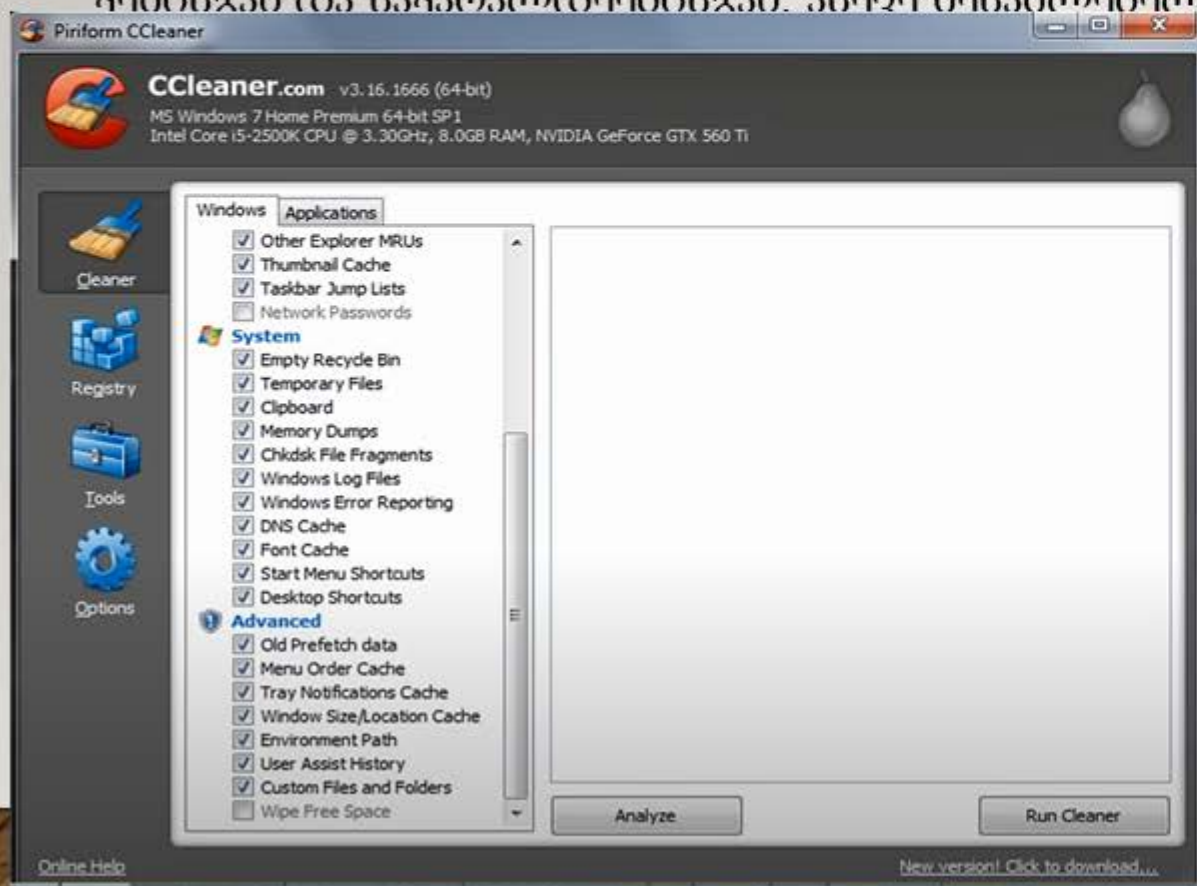 Piriform CCleaner
CCleaner.com v3.16.1666 (64-bit)
MS Windows 7 Home Premium 64-bit SP1
Intel Core i5-2500K CPU @ 3.30GHz, 8.0GB RAM, NVIDIA GeForce GTX 560 Ti
Cleaner
Registry
Tools
Options
Windows Applications
Other Explorer MRUs
Thumbnail Cache
Taskbar Jump Lists
Network Passwords
System
Empty Recycle Bin
Temporary Files
Clipboard
Memory Dumps
Chkdsk File Fragments
Windows Log Files
Windows Error Reporting
DNS Cache
Font Cache
Start Menu Shortcuts
Desktop Shortcuts
Advanced
Old Prefetch data
Menu Order Cache
Tray Notifications Cache
Window Size/Location Cache
Environment Path
User Assist History
Custom Files and Folders
Wipe Free Space
Analyze Run Cleaner
Online Help New version! Click to download...